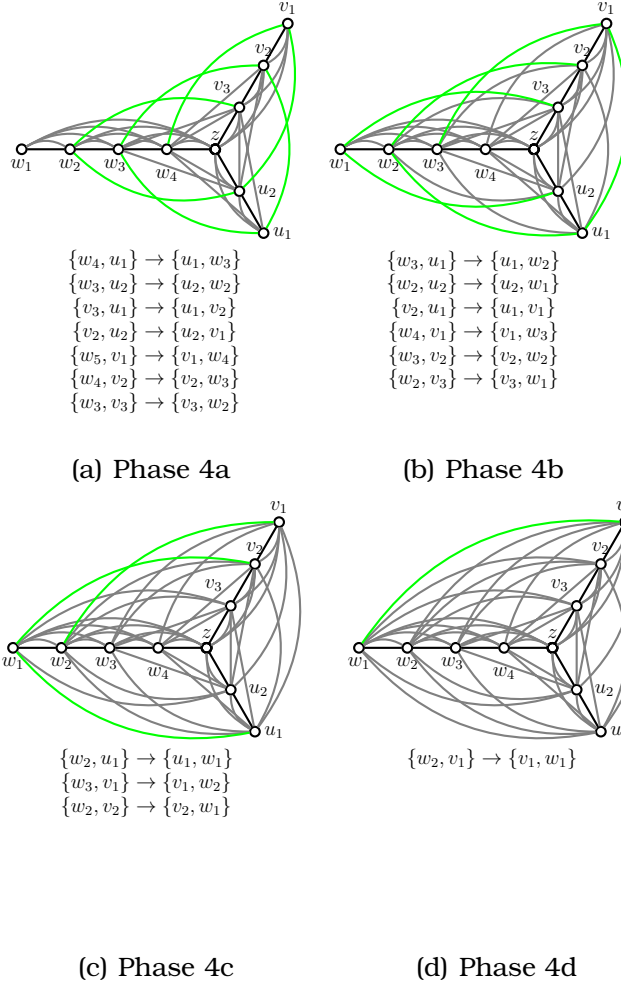 v₁
v₂
v₃
z
w₁ w₂ w₃ w₄
u₂
u₁
{w₄, u₁} → {u₁, w₃}
{w₃, u₂} → {u₂, w₂}
{v₃, u₁} → {u₁, v₂}
{v₂, u₂} → {u₂, v₁}
{w₅, v₁} → {v₁, w₄}
{w₄, v₂} → {v₂, w₃}
{w₃, v₃} → {v₃, w₂}
(a) Phase 4a
v₁
v₂
v₃
z
w₁ w₂ w₃ w₄
u₂
u₁
{w₃, u₁} → {u₁, w₂}
{w₂, u₂} → {u₂, w₁}
{v₂, u₁} → {u₁, v₁}
{w₄, v₁} → {v₁, w₃}
{w₃, v₂} → {v₂, w₂}
{w₂, v₃} → {v₃, w₁}
(b) Phase 4b
v₁
v₂
v₃
z
w₁ w₂ w₃ w₄
u₂
u₁
{w₂, u₁} → {u₁, w₁}
{w₃, v₁} → {v₁, w₂}
{w₂, v₂} → {v₂, w₁}
(c) Phase 4c
v₂
v₃
z
w₁ w₂ w₃ w₄
u₂
{w₂, v₁} → {v₁, w₁}
(d) Phase 4d